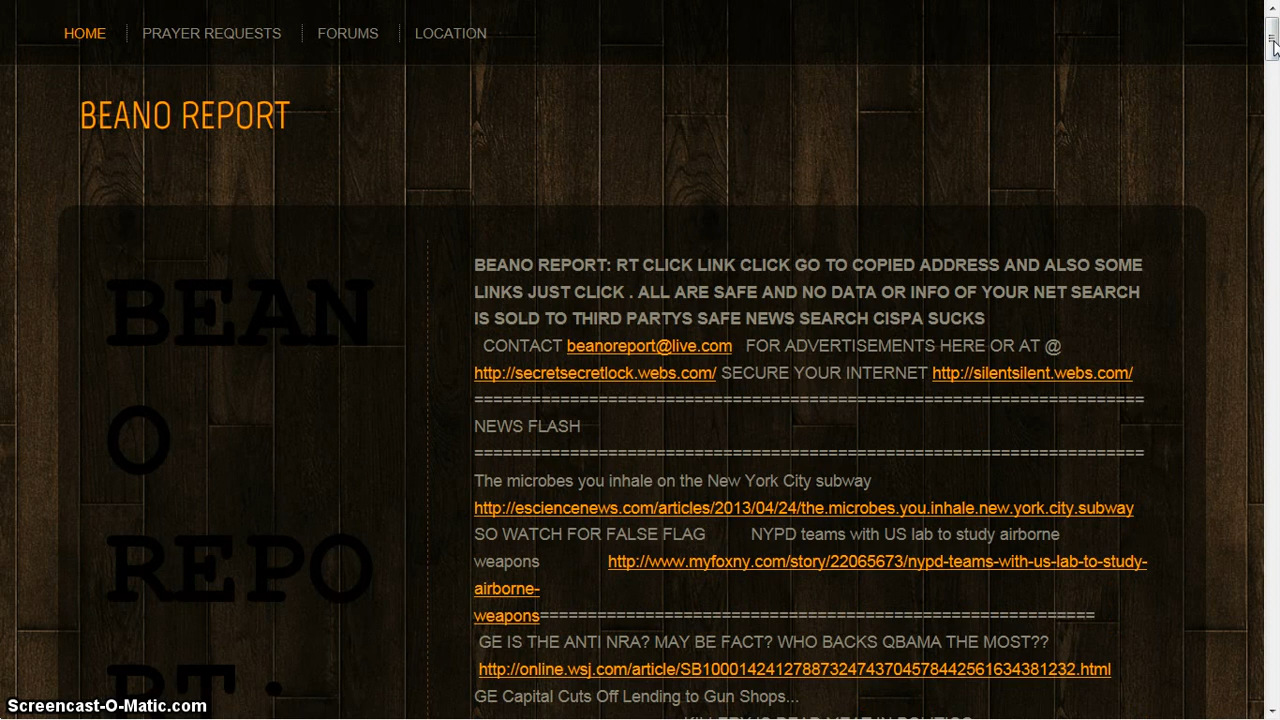 HOME PRAYER REQUESTS FORUMS LOCATION
BEANO REPORT
BEAN
O
REPO
RT :
BEANO REPORT: RT CLICK LINK CLICK GO TO COPIED ADDRESS AND ALSO SOME
LINKS JUST CLICK . ALL ARE SAFE AND NO DATA OR INFO OF YOUR NET SEARCH
IS SOLD TO THIRD PARTYS SAFE NEWS SEARCH CISPA SUCKS
CONTACT beanoreport@live.com FOR ADVERTISEMENTS HERE OR AT @
http://secretsecretlock.webs.com/ SECURE YOUR INTERNET http://silentsilent.webs.com/
======================================================================
NEWS FLASH
======================================================================
The microbes you inhale on the New York City subway
http://esciencenews.com/articles/2013/04/24/the.microbes.you.inhale.new.york.city.subway
SO WATCH FOR FALSE FLAG NYPD teams with US lab to study airborne
weapons http://www.myfoxny.com/story/22065673/nypd-teams-with-us-lab-to-study-
airborne-
weapons==========================================================
GE IS THE ANTI NRA? MAY BE FACT? WHO BACKS QBAMA THE MOST??
http://online.wsj.com/article/SB10001424127887324743704578442561634381232.html
GE Capital Cuts Off Lending to Gun Shops...
Screencast-O-Matic.com